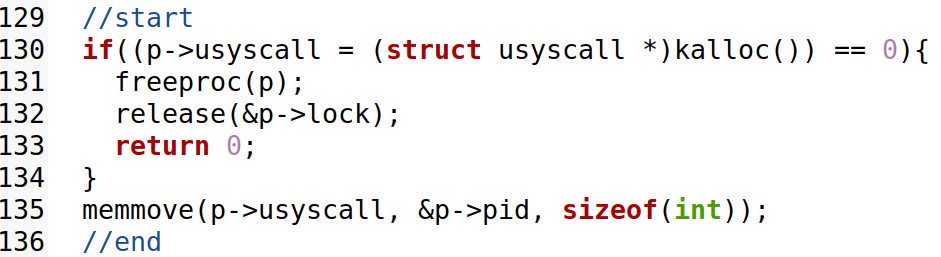 129 //start
130 if((p->usyscall = (struct usyscall *)kalloc()) == 0){
131 freeproc(p);
132 release(&p->lock);
133 return 0;
134 }
135 memmove(p->usyscall, &p->pid, sizeof(int));
136 //end